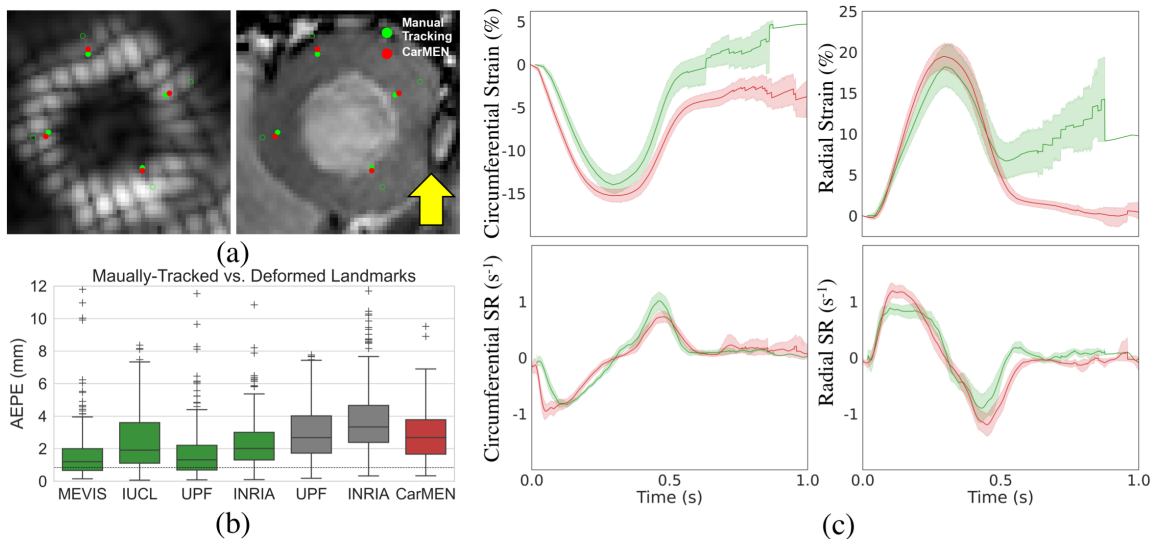 Manual
Tracking
CarMEN
(a)
Maually-Tracked vs. Deformed Landmarks
AEPE (mm)
12
10
8
6
4
2
0
MEVIS IUCL UPF INRIA UPF INRIA CarMEN
(b)
Circumferential Strain (%)
5
0
-5
-10
-15
Radial Strain (%)
25
20
15
10
5
0
Circumferential SR (s-1)
1
0
-1
0.0 0.5 1.0
Time (s)
Radial SR (s-1)
1
0
-1
0.0 0.5 1.0
Time (s)
(c)